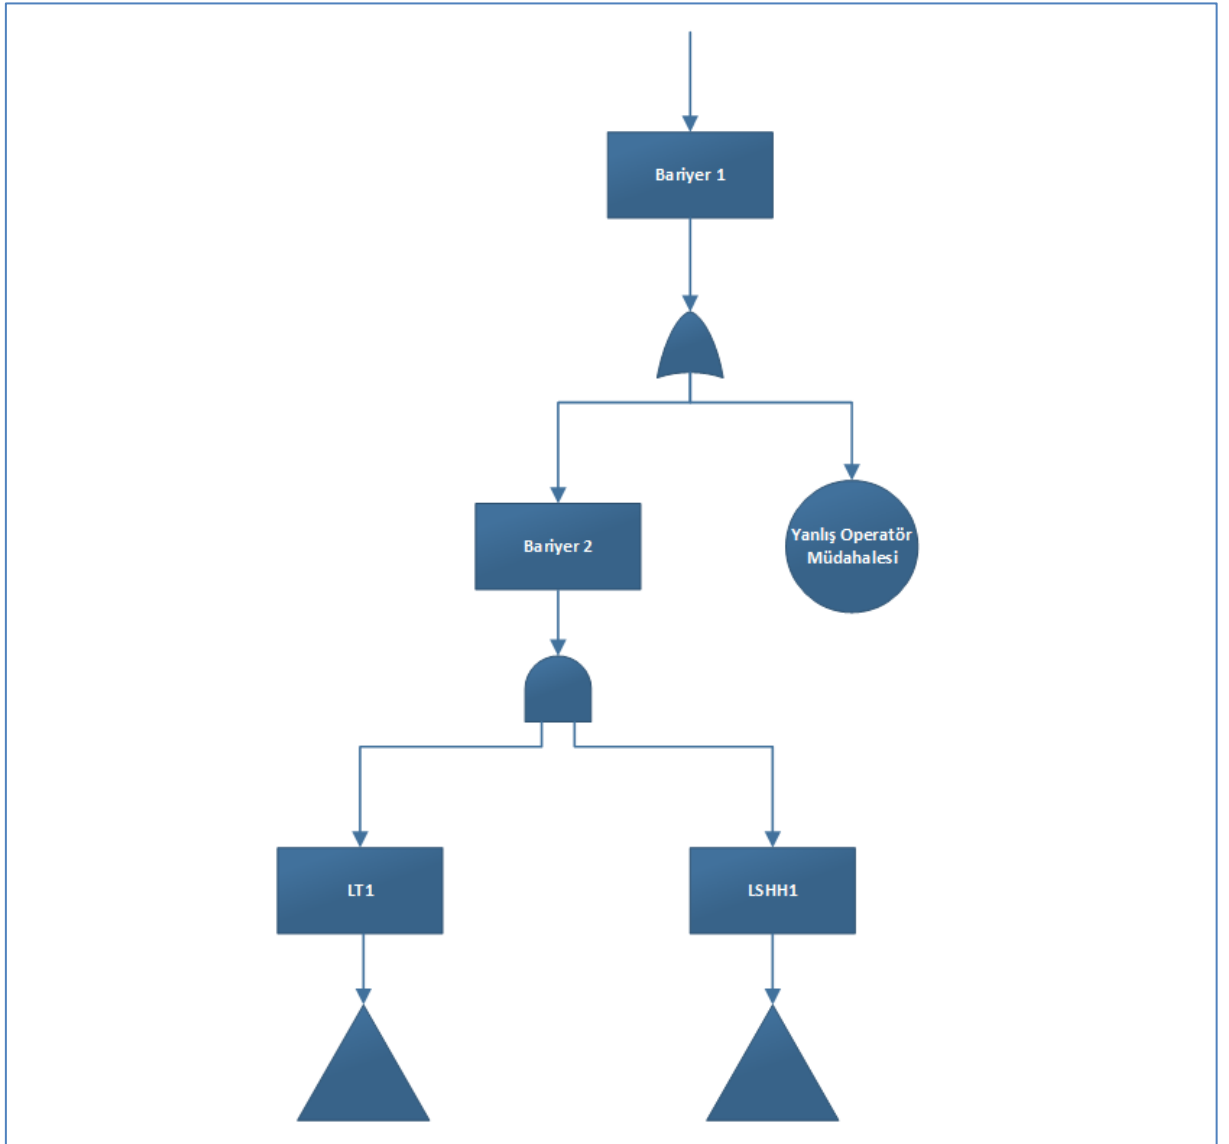 Bariyer 1
Bariyer 2
Yanlış Operatör
Müdahalesi
LT1
LSHH1